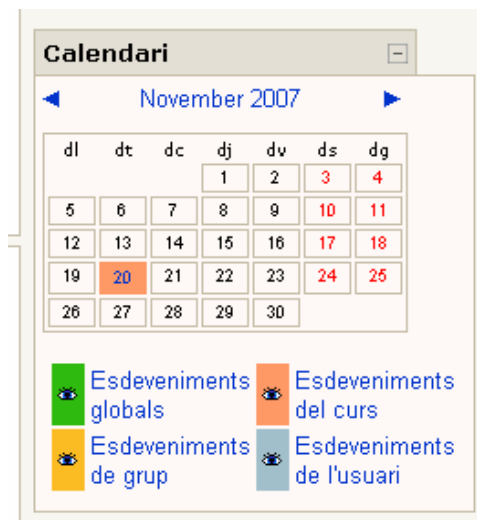 Calendari
November 2007
dl dt dc dj dv ds dg
1 2 3 4
5 6 7 8 9 10 11
12 13 14 15 16 17 18
19 20 21 22 23 24 25
26 27 28 29 30
Esdeveniments globals
Esdeveniments del curs
Esdeveniments de grup
Esdeveniments de l'usuari